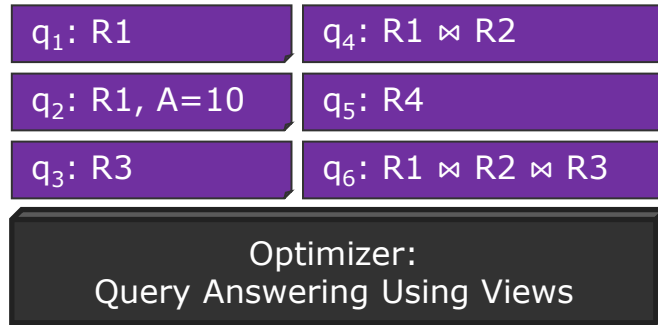 q₁: R1
q₄: R1 ⋈ R2
q₂: R1, A=10
q₅: R4
q₃: R3
q₆: R1 ⋈ R2 ⋈ R3
Optimizer:
Query Answering Using Views